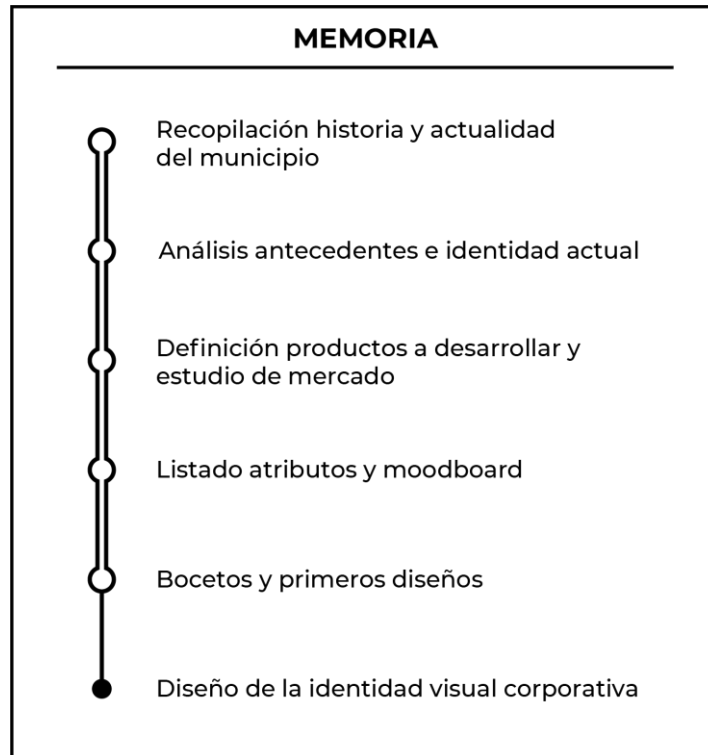 MEMORIA
Recopilación historia y actualidad
del municipio
Análisis antecedentes e identidad actual
Definición productos a desarrollar y
estudio de mercado
Listado atributos y moodboard
Bocetos y primeros diseños
Diseño de la identidad visual corporativa